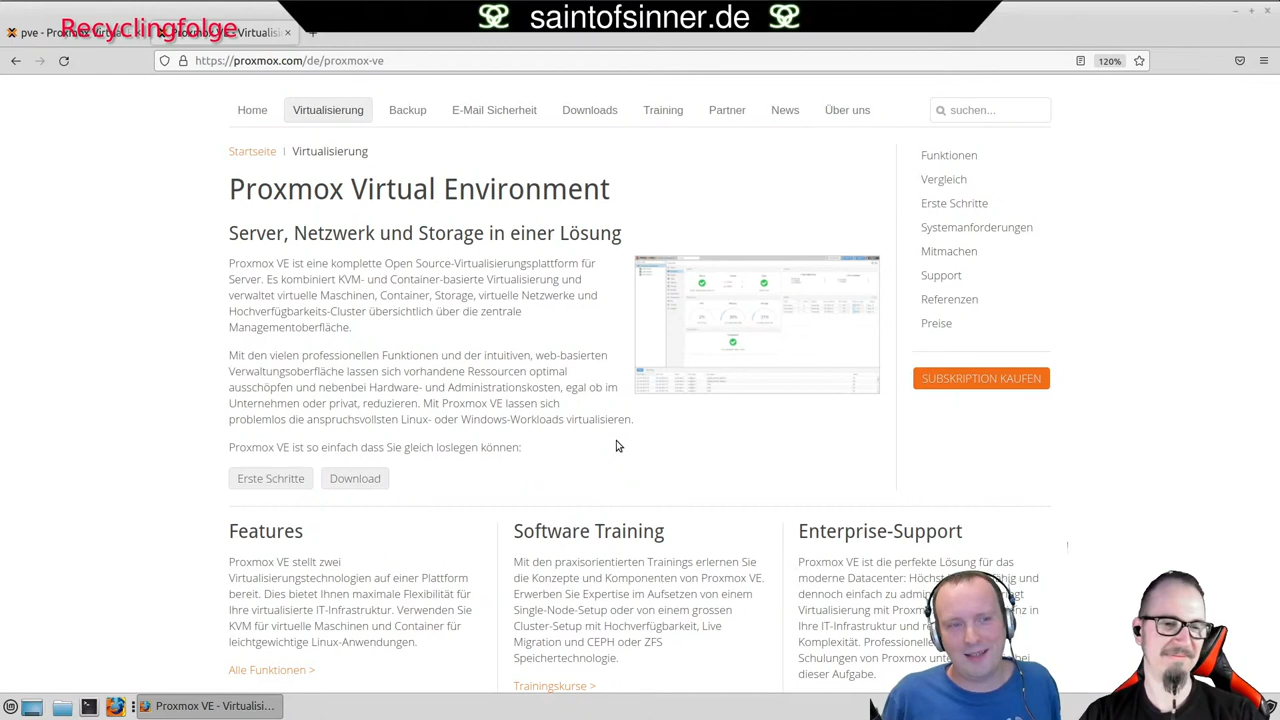 saintofsinner.de
Recyclingfolge
pve - Proxmox
https://proxmox.com/de/proxmox-ve
120%
Home
Virtualisierung
Backup
E-Mail Sicherheit
Downloads
Training
Partner
News
Über uns
suchen...
Startseite
Virtualisierung
Proxmox Virtual Environment
Server, Netzwerk und Storage in einer Lösung
Proxmox VE ist eine komplette Open Source-Virtualisierungsplattform für
Server. Es kombiniert KVM- und Container-basierte Virtualisierung und
verwaltet virtuelle Maschinen, Container, Storage, virtuelle Netzwerke und
Hochverfügbarkeits-Cluster übersichtlich über die zentrale
Managementoberfläche.
Mit den vielen professionellen Funktionen und der intuitiven, web-basierten
Verwaltungsoberfläche lassen sich vorhandene Ressourcen optimal
ausschöpfen und nebenbei Hardware- und Administrationskosten, egal ob im
Unternehmen oder privat, reduzieren. Mit Proxmox VE lassen sich
problemlos die anspruchsvollsten Linux- oder Windows-Workloads virtualisieren.
Proxmox VE ist so einfach dass Sie gleich loslegen können:
Erste Schritte
Download
Funktionen
Vergleich
Erste Schritte
Systemanforderungen
Mitmachen
Support
Referenzen
Preise
SUBSKRIPTION KAUFEN
Features
Proxmox VE stellt zwei
Virtualisierungstechnologien auf einer Plattform
bereit. Dies bietet Ihnen maximale Flexibilität für
Ihre virtualisierte IT-Infrastruktur. Verwenden Sie
KVM für virtuelle Maschinen und Container für
leichtgewichtige Linux-Anwendungen.
Alle Funktionen >
Software Training
Mit den praxisorientierten Trainings erlernen Sie
die Konzepte und Komponenten von Proxmox VE.
Erwerben Sie Expertise im Aufsetzen von einem
Single-Node-Setup oder von einem großen
Cluster-Setup mit Hochverfügbarkeit, Live
Migration und CEPH oder ZFS
Speichertechnologie.
Trainingskurse >
Enterprise-Support
Proxmox VE ist die perfekte Lösung für das
moderne Datacenter:
dennoch einfach zu
Virtualisierung mit
Ihre IT-Infrastruktur und
Komplexität.
Schulungen von Proxmox
dieser Aufgabe.
Proxmox VE - Virtualisi...